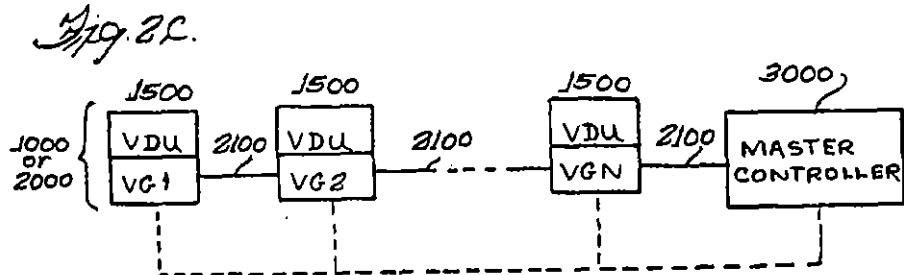 Fig. 2C.
1500
1500
1500
3000
1000
or
2000
VDU
VG1
2100
VDU
VG2
2100
VDU
VGN
2100
MASTER
CONTROLLER